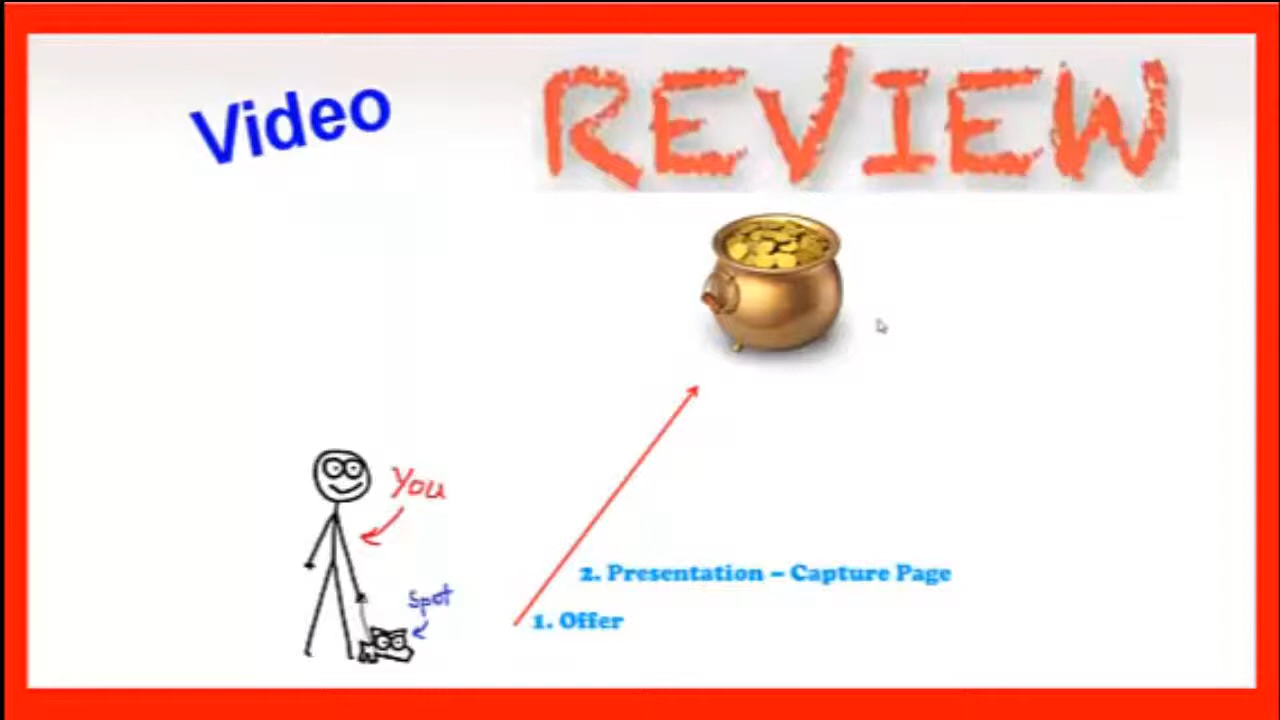 Video
REVIEW
You
Spot
2. Presentation – Capture Page
1. Offer